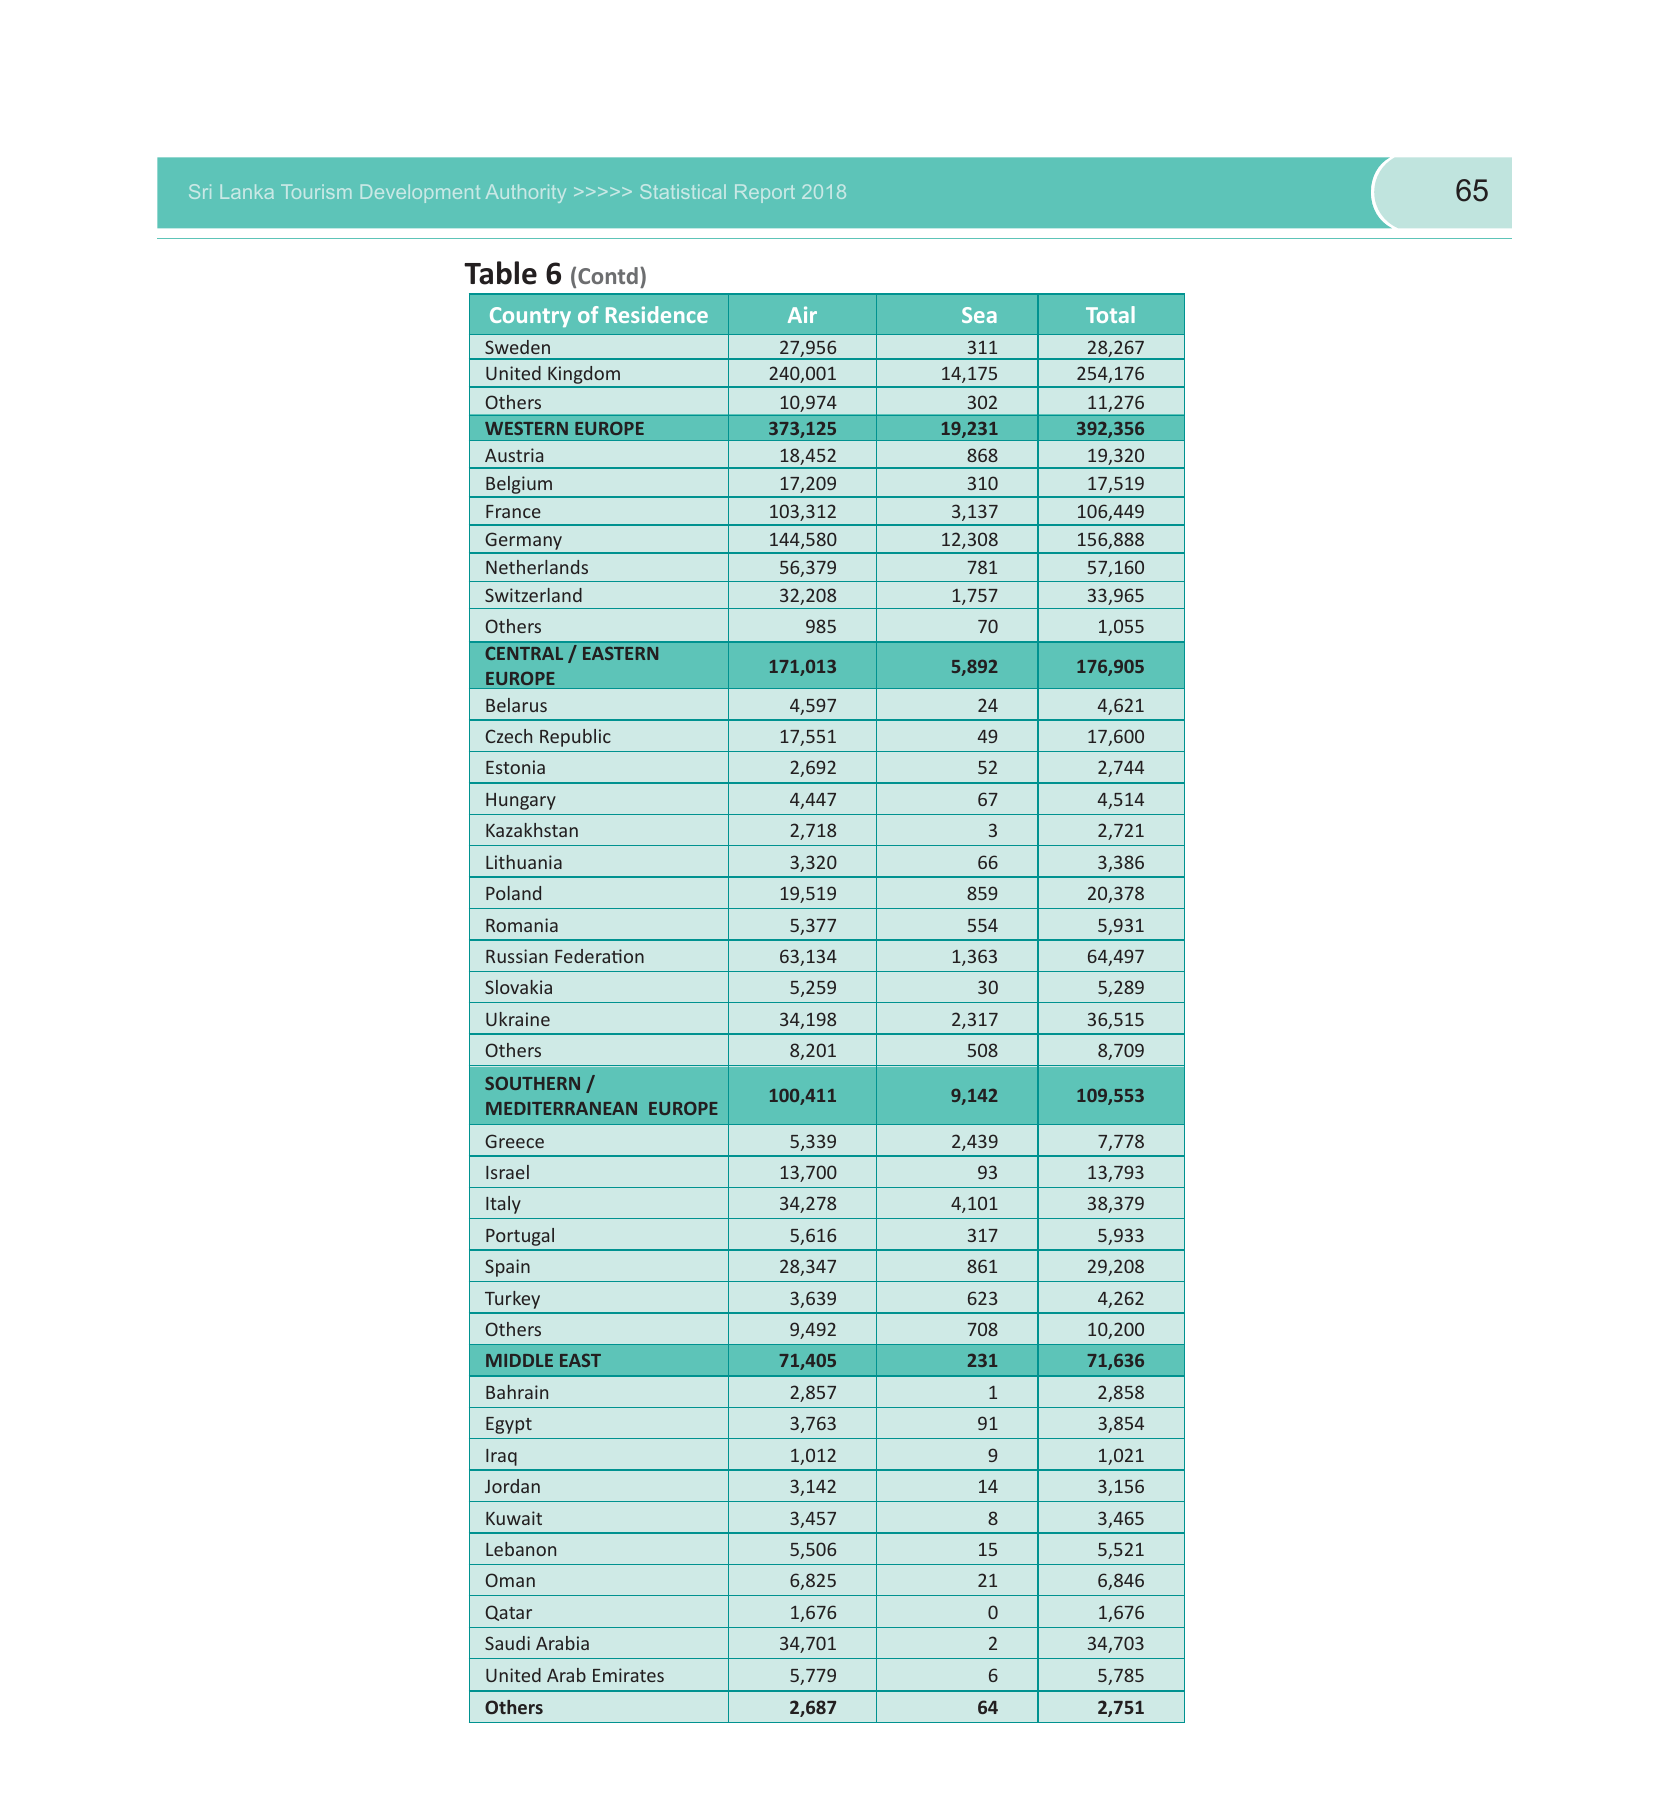 Sri Lanka Tourism Development Authority >>>>> Statistical Report 2018 65
Table 6 (Contd)
Country of Residence Air Sea Total
Sweden 27,956 311 28,267
United Kingdom 240,001 14,175 254,176
Others 10,974 302 11,276
WESTERN EUROPE 373,125 19,231 392,356
Austria 18,452 868 19,320
Belgium 17,209 310 17,519
France 103,312 3,137 106,449
Germany 144,580 12,308 156,888
Netherlands 56,379 781 57,160
Switzerland 32,208 1,757 33,965
Others 985 70 1,055
CENTRAL / EASTERN
EUROPE 171,013 5,892 176,905
Belarus 4,597 24 4,621
Czech Republic 17,551 49 17,600
Estonia 2,692 52 2,744
Hungary 4,447 67 4,514
Kazakhstan 2,718 3 2,721
Lithuania 3,320 66 3,386
Poland 19,519 859 20,378
Romania 5,377 554 5,931
Russian Federation 63,134 1,363 64,497
Slovakia 5,259 30 5,289
Ukraine 34,198 2,317 36,515
Others 8,201 508 8,709
SOUTHERN /
MEDITERRANEAN EUROPE 100,411 9,142 109,553
Greece 5,339 2,439 7,778
Israel 13,700 93 13,793
Italy 34,278 4,101 38,379
Portugal 5,616 317 5,933
Spain 28,347 861 29,208
Turkey 3,639 623 4,262
Others 9,492 708 10,200
MIDDLE EAST 71,405 231 71,636
Bahrain 2,857 1 2,858
Egypt 3,763 91 3,854
Iraq 1,012 9 1,021
Jordan 3,142 14 3,156
Kuwait 3,457 8 3,465
Lebanon 5,506 15 5,521
Oman 6,825 21 6,846
Qatar 1,676 0 1,676
Saudi Arabia 34,701 2 34,703
United Arab Emirates 5,779 6 5,785
Others 2,687 64 2,751